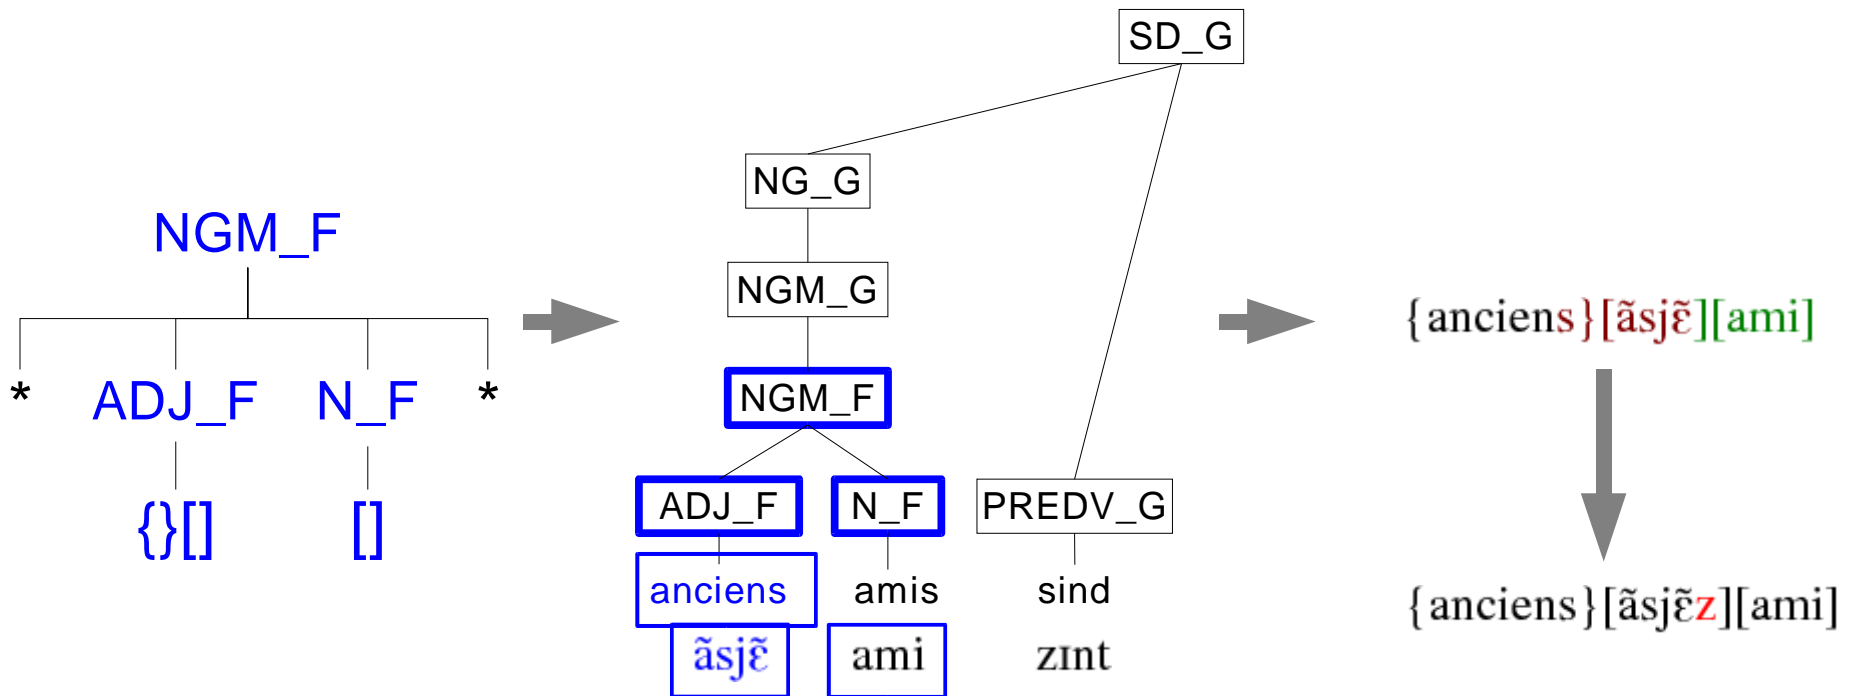 SD_G
NG_G
NGM_F
NGM_G
{anciens}[ãsjɛ̃][ami]
* ADJ_F N_F *
NGM_F
{}[] []
ADJ_F N_F PREDV_G
anciens amis sind
{anciens}[ãsjɛ̃z][ami]
ãsjɛ̃ ami zɪnt